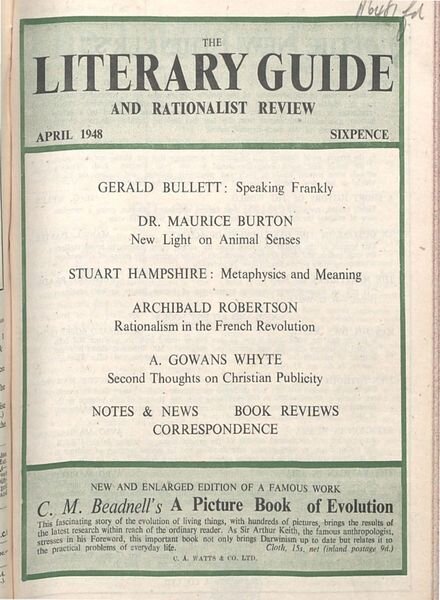 THE
LITERARY GUIDE
AND RATIONALIST REVIEW
APRIL 1948 SIXPENCE
GERALD BULLETT: Speaking Frankly
DR. MAURICE BURTON
New Light on Animal Senses
STUART HAMPSHIRE: Metaphysics and Meaning
ARCHIBALD ROBERTSON
Rationalism in the French Revolution
A. GOWANS WHYTE
Second Thoughts on Christian Publicity
NOTES & NEWS BOOK REVIEWS
CORRESPONDENCE
NEW AND ENLARGED EDITION OF A FAMOUS WORK
C. M. Beadnell's A Picture Book of Evolution
This fascinating story of the evolution of living things, with hundreds of pictures, brings the results of
the latest research within reach of the ordinary reader. As Sir Arthur Keith, the famous anthropologist,
stresses in his Foreword, this important book not only brings Darwinism up to date but relates it to
the practical problems of everyday life. Cloth, 15s. net (inland postage 9d.)
C. A. WATTS & CO. LTD.